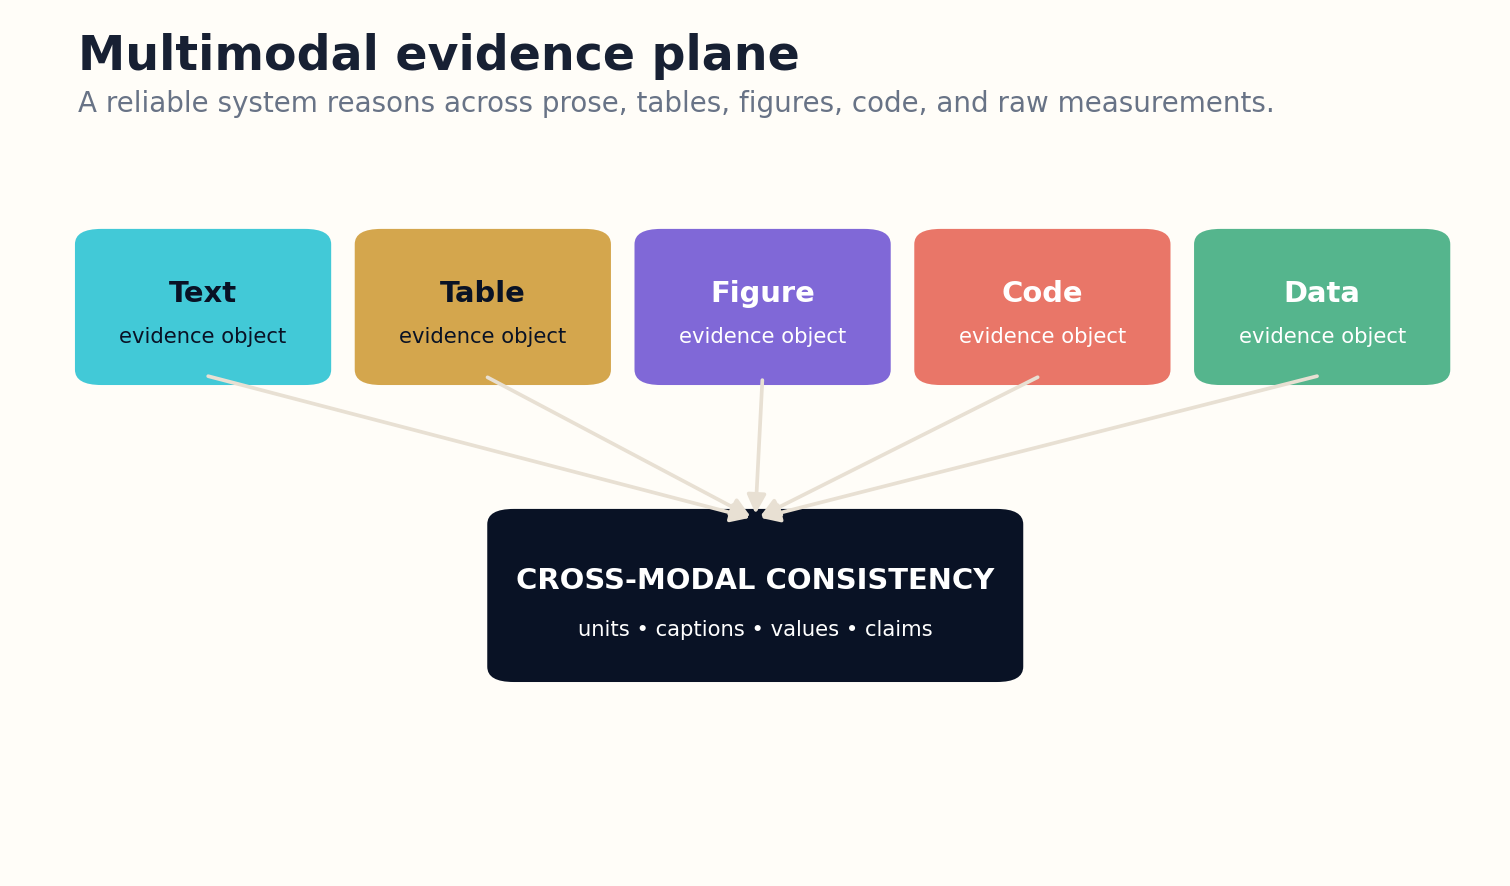 Multimodal evidence plane
A reliable system reasons across prose, tables, figures, code, and raw measurements.
Text
evidence object
Table
evidence object
Figure
evidence object
Code
evidence object
Data
evidence object
CROSS-MODAL CONSISTENCY
units • captions • values • claims